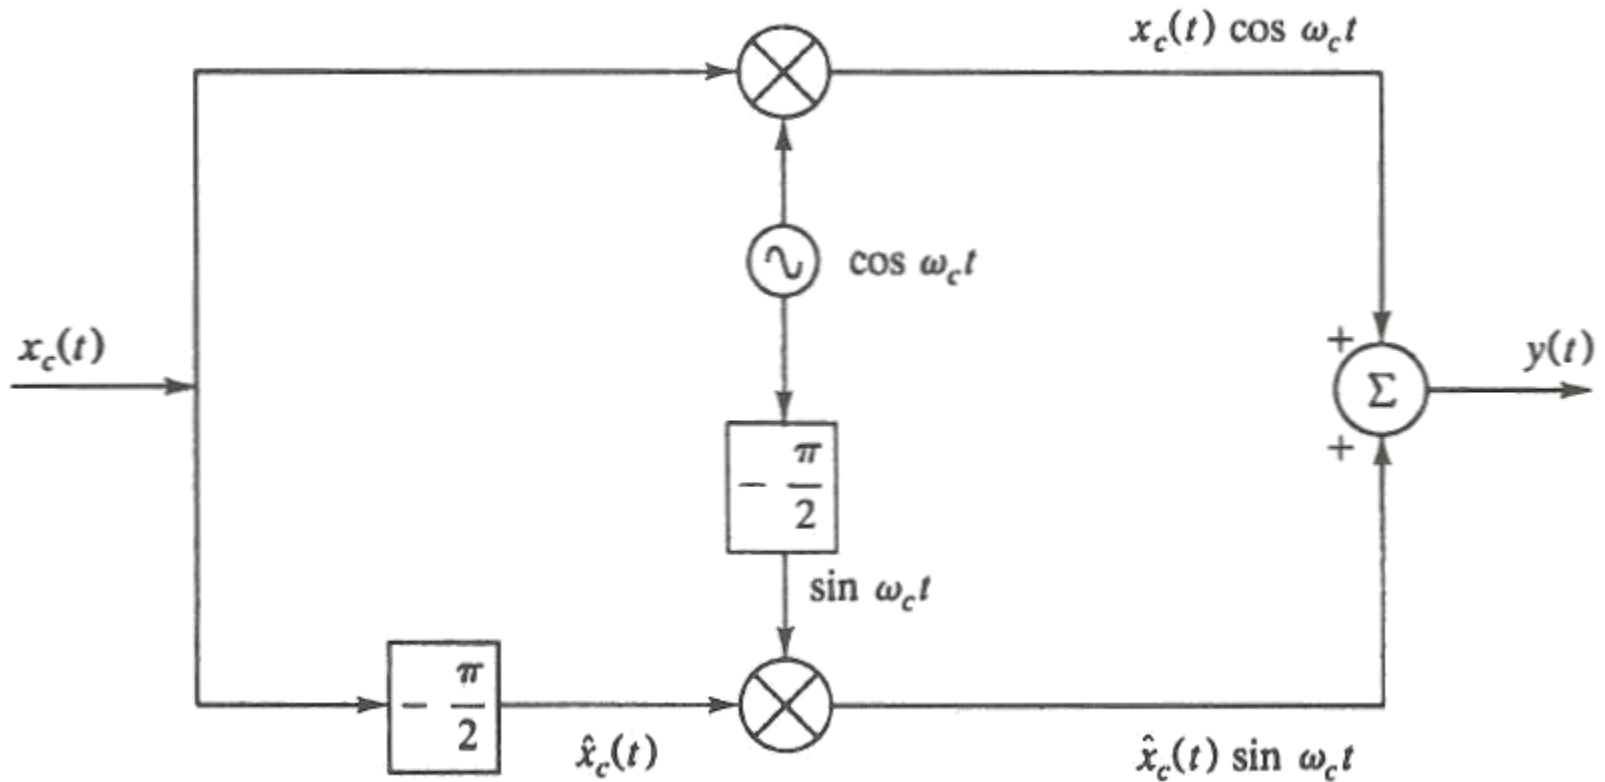 x_c(t) cos ω_c t
cos ω_c t
x_c(t)
+
Σ
y(t)
+
− π/2
sin ω_c t
− π/2
x̂_c(t)
x̂_c(t) sin ω_c t